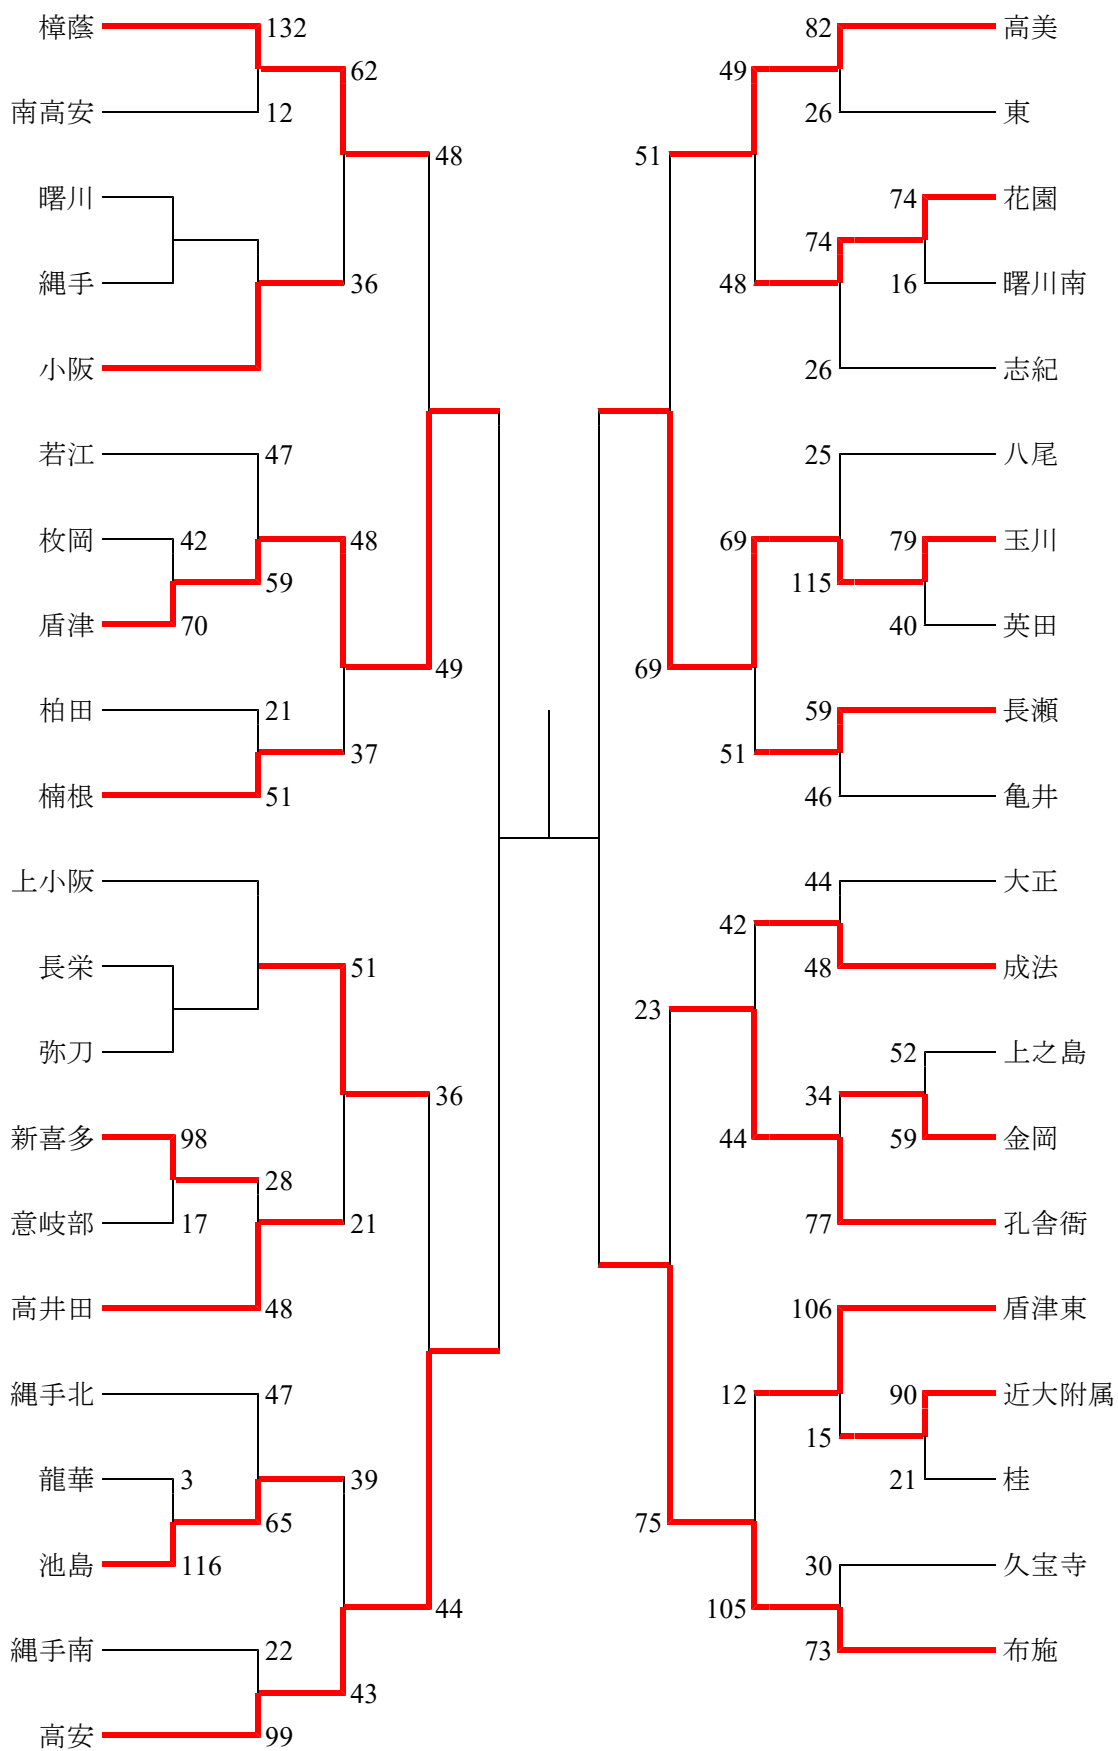 樟蔭 132 82 高美
62 49
南高安 12 26 東
48 51
曙川 74 花園
74
縄手 36 48 16 曙川南
小阪 26 志紀
若江 47 25 八尾
枚岡 42 48 69 79 玉川
59 115
盾津 70 40 英田
49 69
柏田 21 59 長瀬
37 51
楠根 51 46 亀井
上小阪 44 大正
42
長栄 51 48 成法
23
弥刀 52 上之島
36 34
新喜多 98 44 59 金岡
28
意岐部 17 21 77 孔舎衙
高井田 48 106 盾津東
縄手北 47 12 90 近大附属
15
龍華 3 39 21 桂
65 75
池島 116 30 久宝寺
44 105
縄手南 22 73 布施
43
高安 99